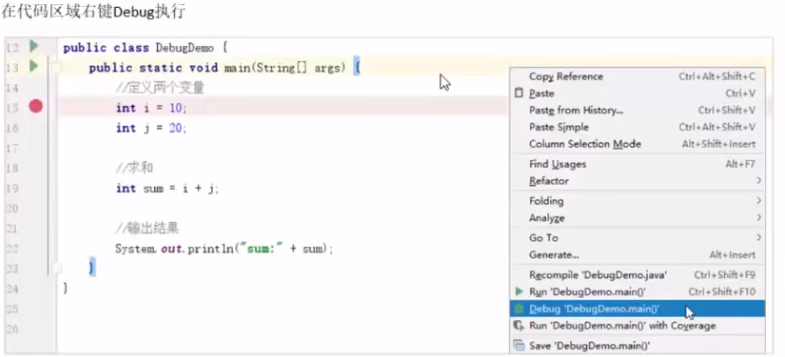 在代码区域右键Debug执行
12 public class DebugDemo {
13 public static void main(String[] args) {
14 //定义两个变量
15 int i = 10;
16 int j = 20;
17
18 //求和
19 int sum = i + j;
20
21 //输出结果
22 System.out.println("sum:" + sum);
23 }
24 }
25
26
Copy Reference Ctrl+Alt+Shift+C
Paste Ctrl+V
Paste from History... Ctrl+Shift+V
Paste Simple Ctrl+Alt+Shift+V
Column Selection Mode Alt+Shift+Insert
Find Usages Alt+F7
Refactor
Folding
Analyze
Go To
Generate... Alt+Insert
Recompile 'DebugDemo.java' Ctrl+Shift+F9
Run 'DebugDemo.main()' Ctrl+Shift+F10
Debug 'DebugDemo.main()'
Run 'DebugDemo.main()' with Coverage
Save 'DebugDemo.main()'